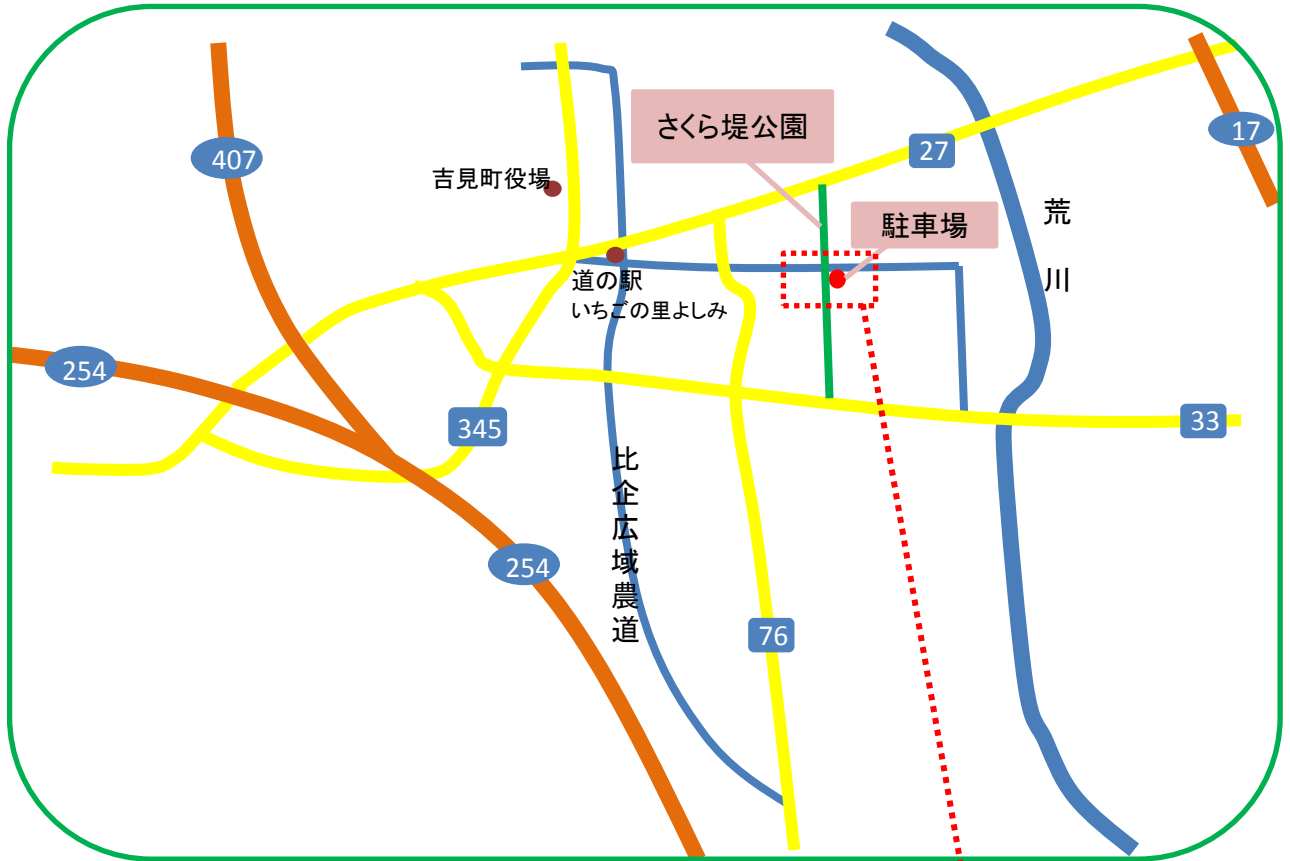 さくら堤公園
17
27
407
吉見町役場
荒川
駐車場
道の駅
いちごの里よしみ
254
345
33
比企広域農道
254
76